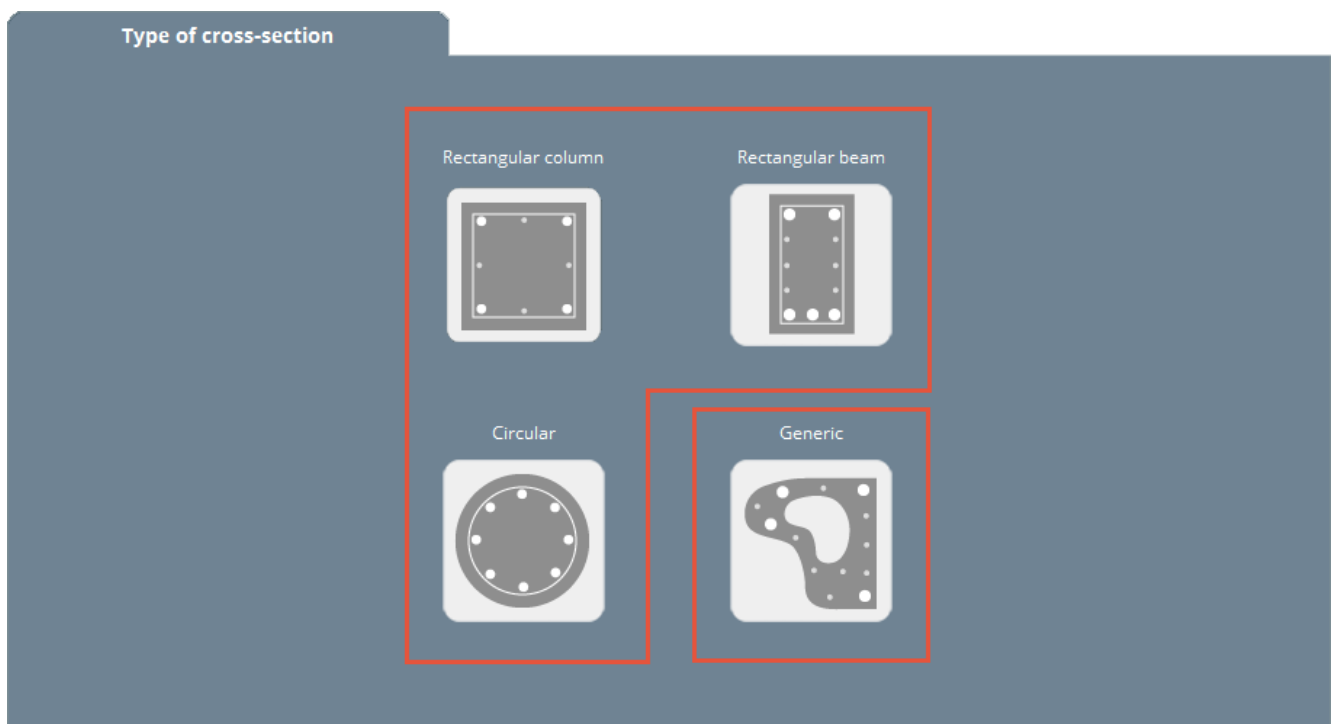 Type of cross-section
Rectangular column
Rectangular beam
Circular
Generic